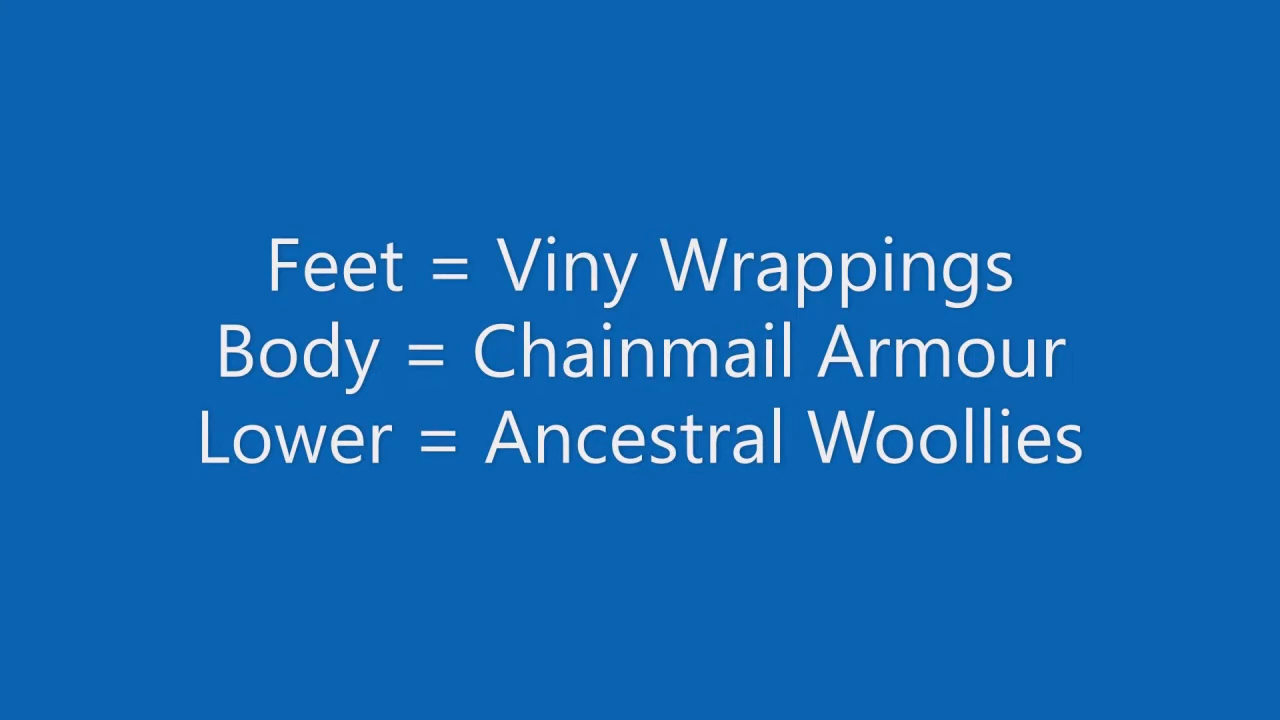 Feet = Viny Wrappings
Body = Chainmail Armour
Lower = Ancestral Woollies